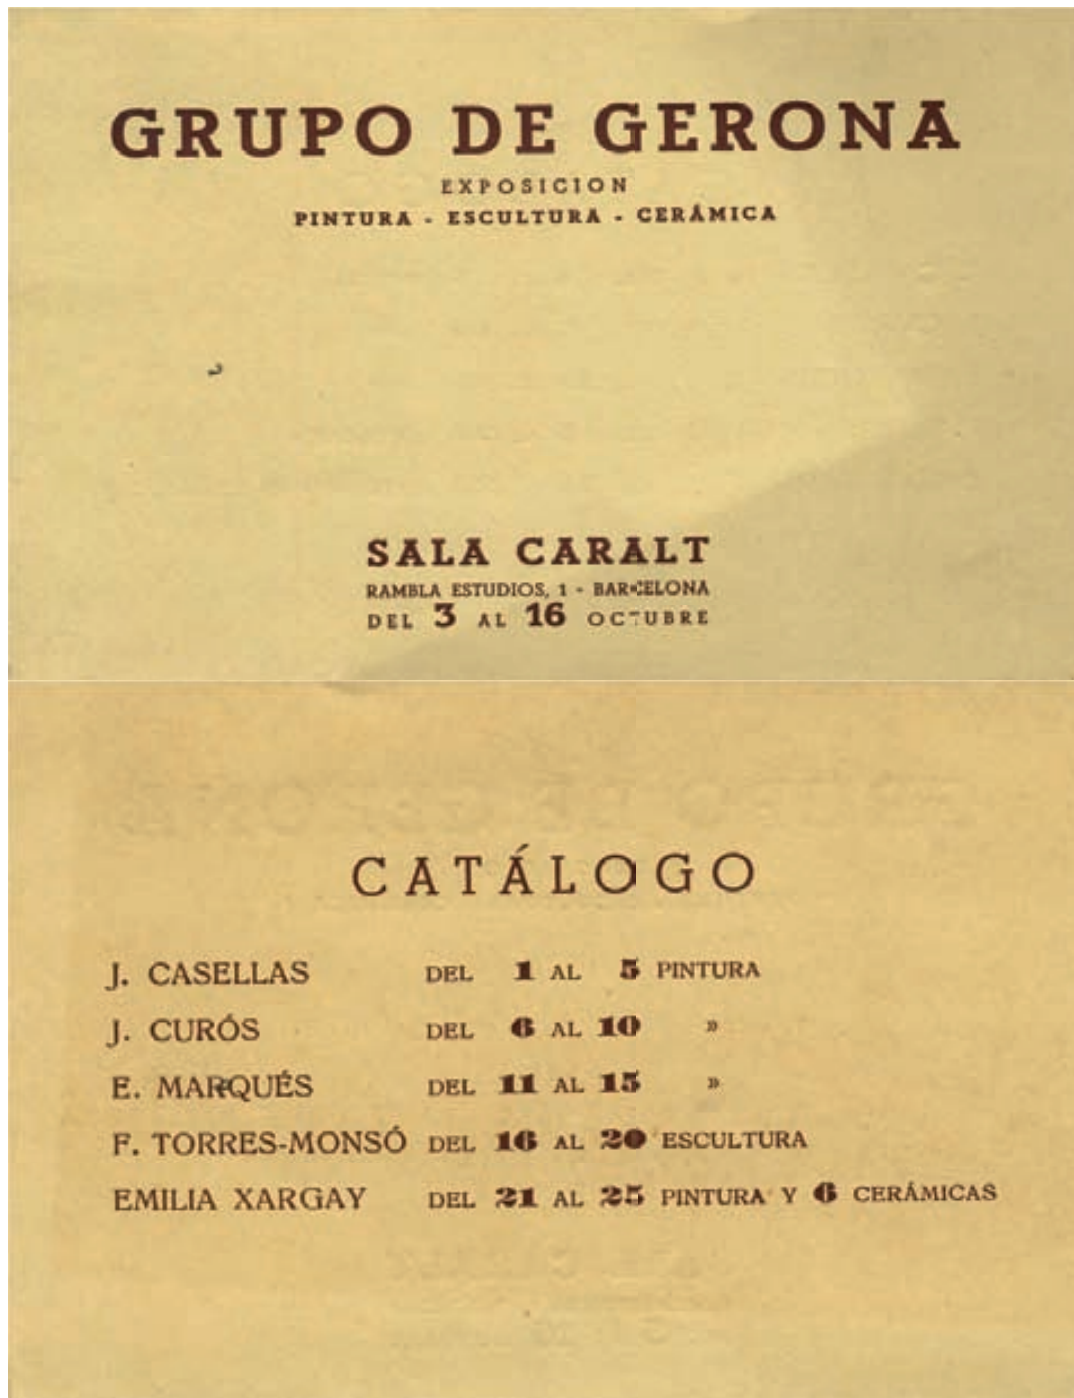 GRUPO DE GERONA
EXPOSICION
PINTURA - ESCULTURA - CERÁMICA
SALA CARALT
RAMBLA ESTUDIOS, 1 - BARCELONA
DEL 3 AL 16 OCTUBRE
CATÁLOGO
J. CASELLAS DEL 1 AL 5 PINTURA
J. CURÓS DEL 6 AL 10 »
E. MARQUÉS DEL 11 AL 15 »
F. TORRES-MONSÓ DEL 16 AL 20 ESCULTURA
EMILIA XARGAY DEL 21 AL 25 PINTURA Y 6 CERÁMICAS